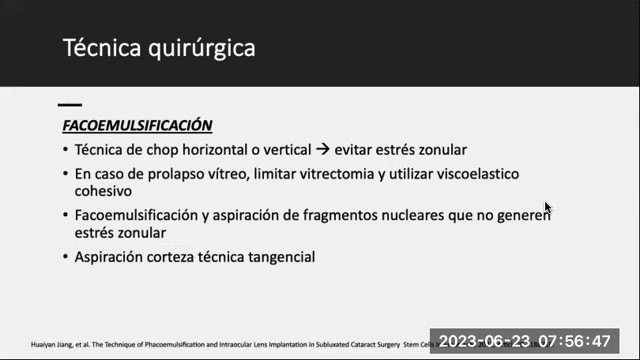 Técnica quirúrgica
FACOEMULSIFICACIÓN
• Técnica de chop horizontal o vertical → evitar estrés zonular
• En caso de prolapso vítreo, limitar vitrectomia y utilizar viscoelastico
cohesivo
• Facoemulsificación y aspiración de fragmentos nucleares que no generen
estrés zonular
• Aspiración corteza técnica tangencial
Huaiyan Jiang, et al. The Technique of Phacoemulsification and Intraocular Lens Implantation in Subluxated Cataract Surgery Stem Cells
2023-06-23 07:56:47